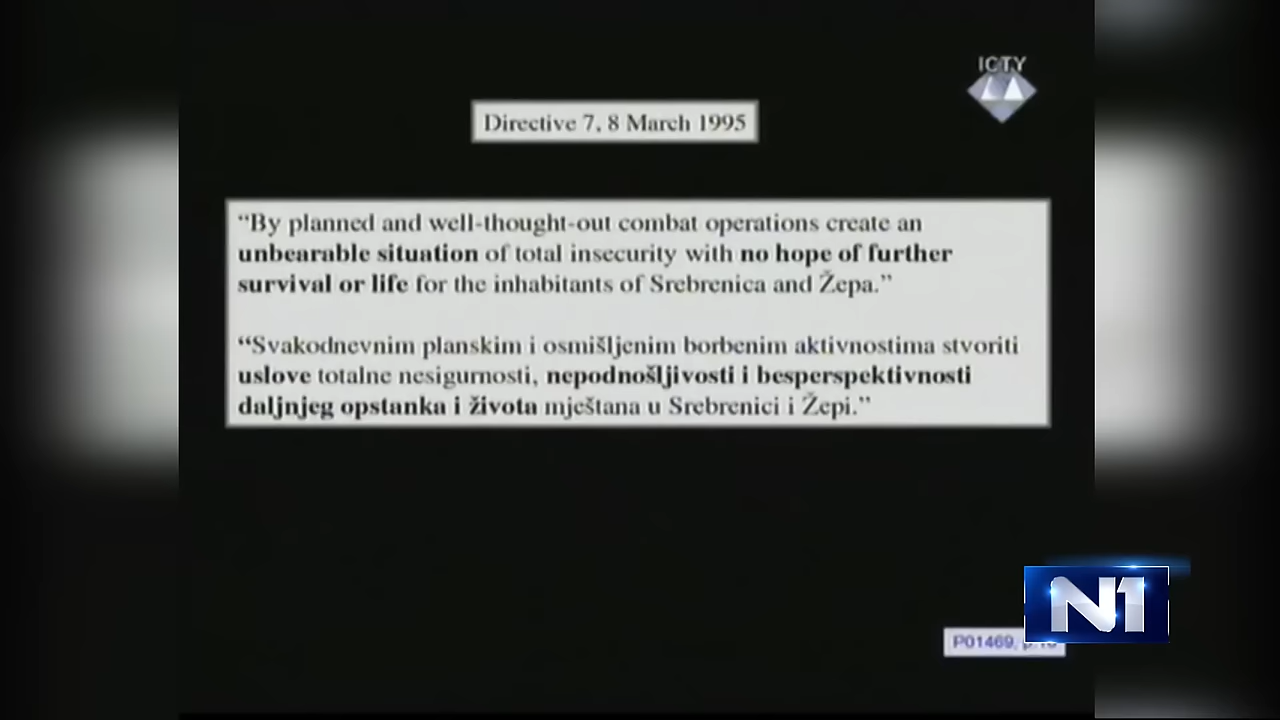 ICTY
Directive 7, 8 March 1995
“By planned and well-thought-out combat operations create an
unbearable situation of total insecurity with no hope of further
survival or life for the inhabitants of Srebrenica and Žepa.”
“Svakodnevnim planskim i osmišljenim borbenim aktivnostima stvoriti
uslove totalne nesigurnosti, nepodnošljivosti i besperspektivnosti
daljnjeg opstanka i života mještana u Srebrenici i Žepi.”
N1
P01469,